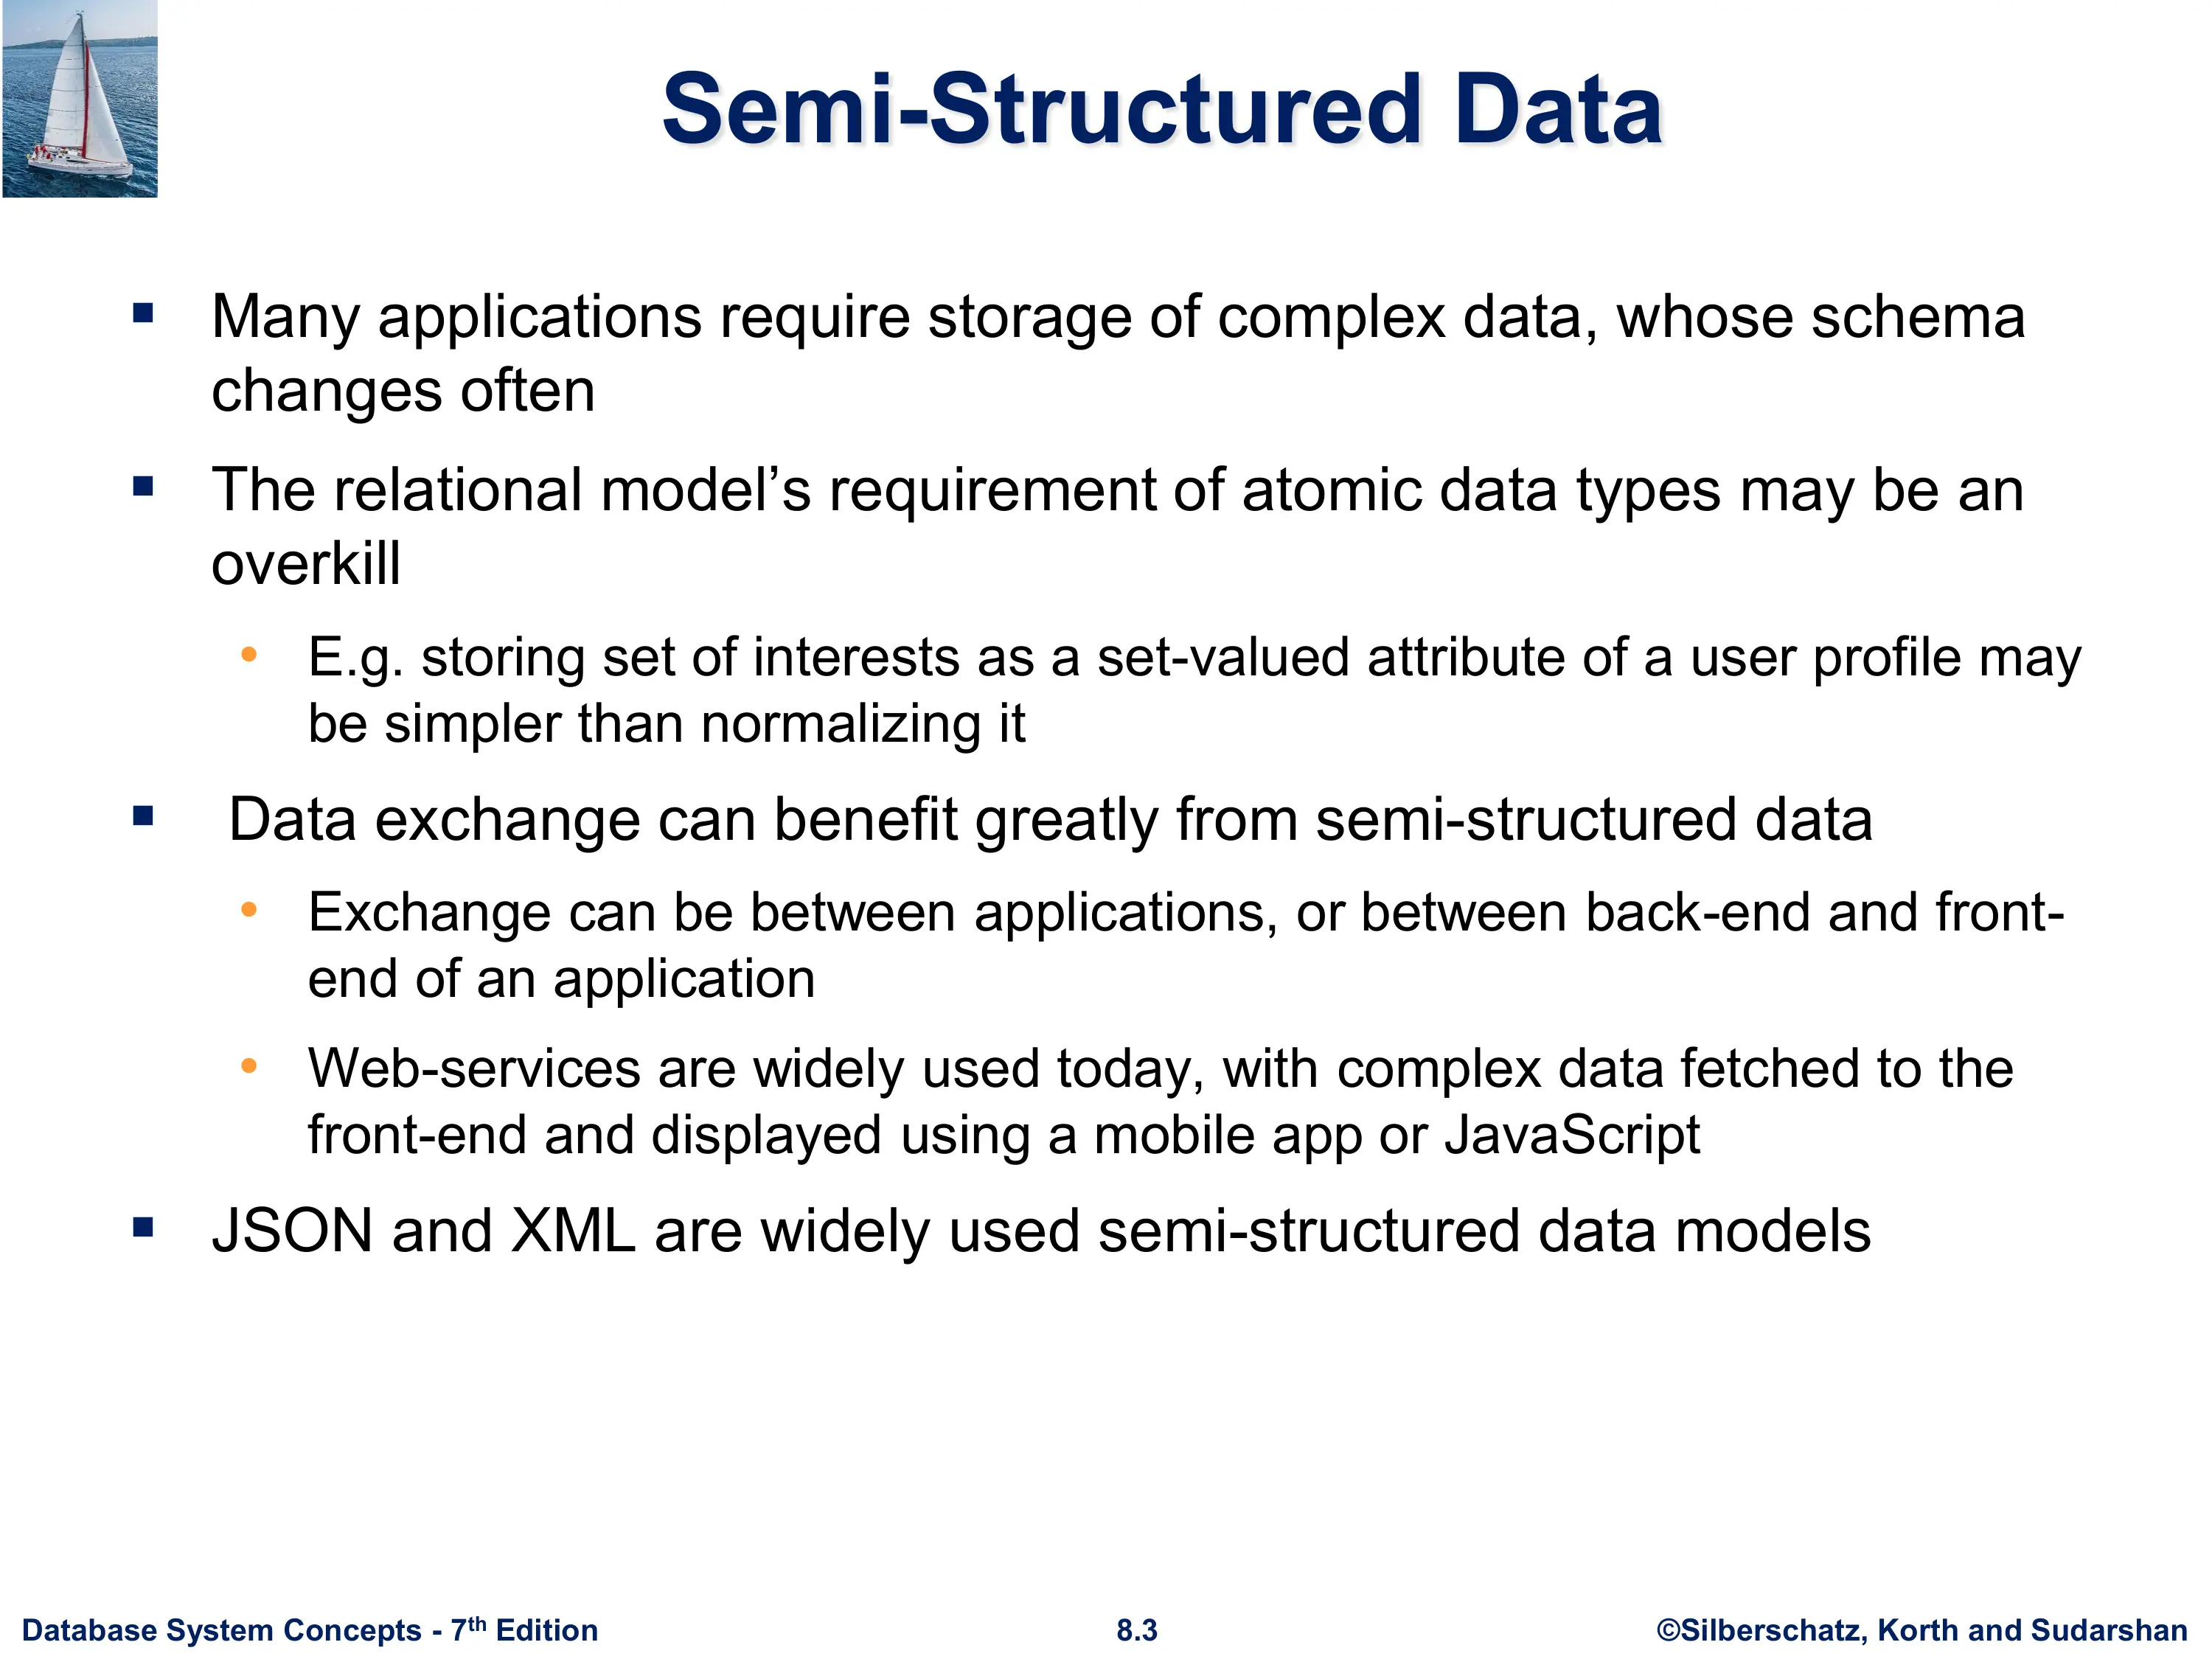 Semi-Structured Data
▪ Many applications require storage of complex data, whose schema
changes often
▪ The relational model’s requirement of atomic data types may be an
overkill
• E.g. storing set of interests as a set-valued attribute of a user profile may
be simpler than normalizing it
▪ Data exchange can benefit greatly from semi-structured data
• Exchange can be between applications, or between back-end and front-
end of an application
• Web-services are widely used today, with complex data fetched to the
front-end and displayed using a mobile app or JavaScript
▪ JSON and XML are widely used semi-structured data models
Database System Concepts - 7th Edition
8.3
©Silberschatz, Korth and Sudarshan